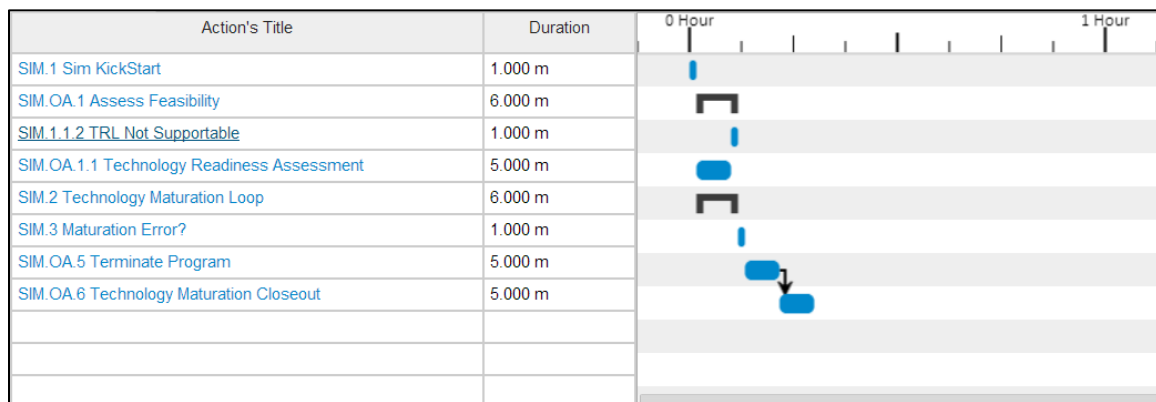 Action's Title Duration 0 Hour 1 Hour
SIM.1 Sim KickStart 1.000 m
SIM.OA.1 Assess Feasibility 6.000 m
SIM.1.1.2 TRL Not Supportable 1.000 m
SIM.OA.1.1 Technology Readiness Assessment 5.000 m
SIM.2 Technology Maturation Loop 6.000 m
SIM.3 Maturation Error? 1.000 m
SIM.OA.5 Terminate Program 5.000 m
SIM.OA.6 Technology Maturation Closeout 5.000 m